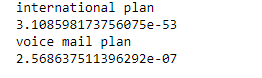 international plan
3.108598173756075e-53
voice mail plan
2.568637511396292e-07